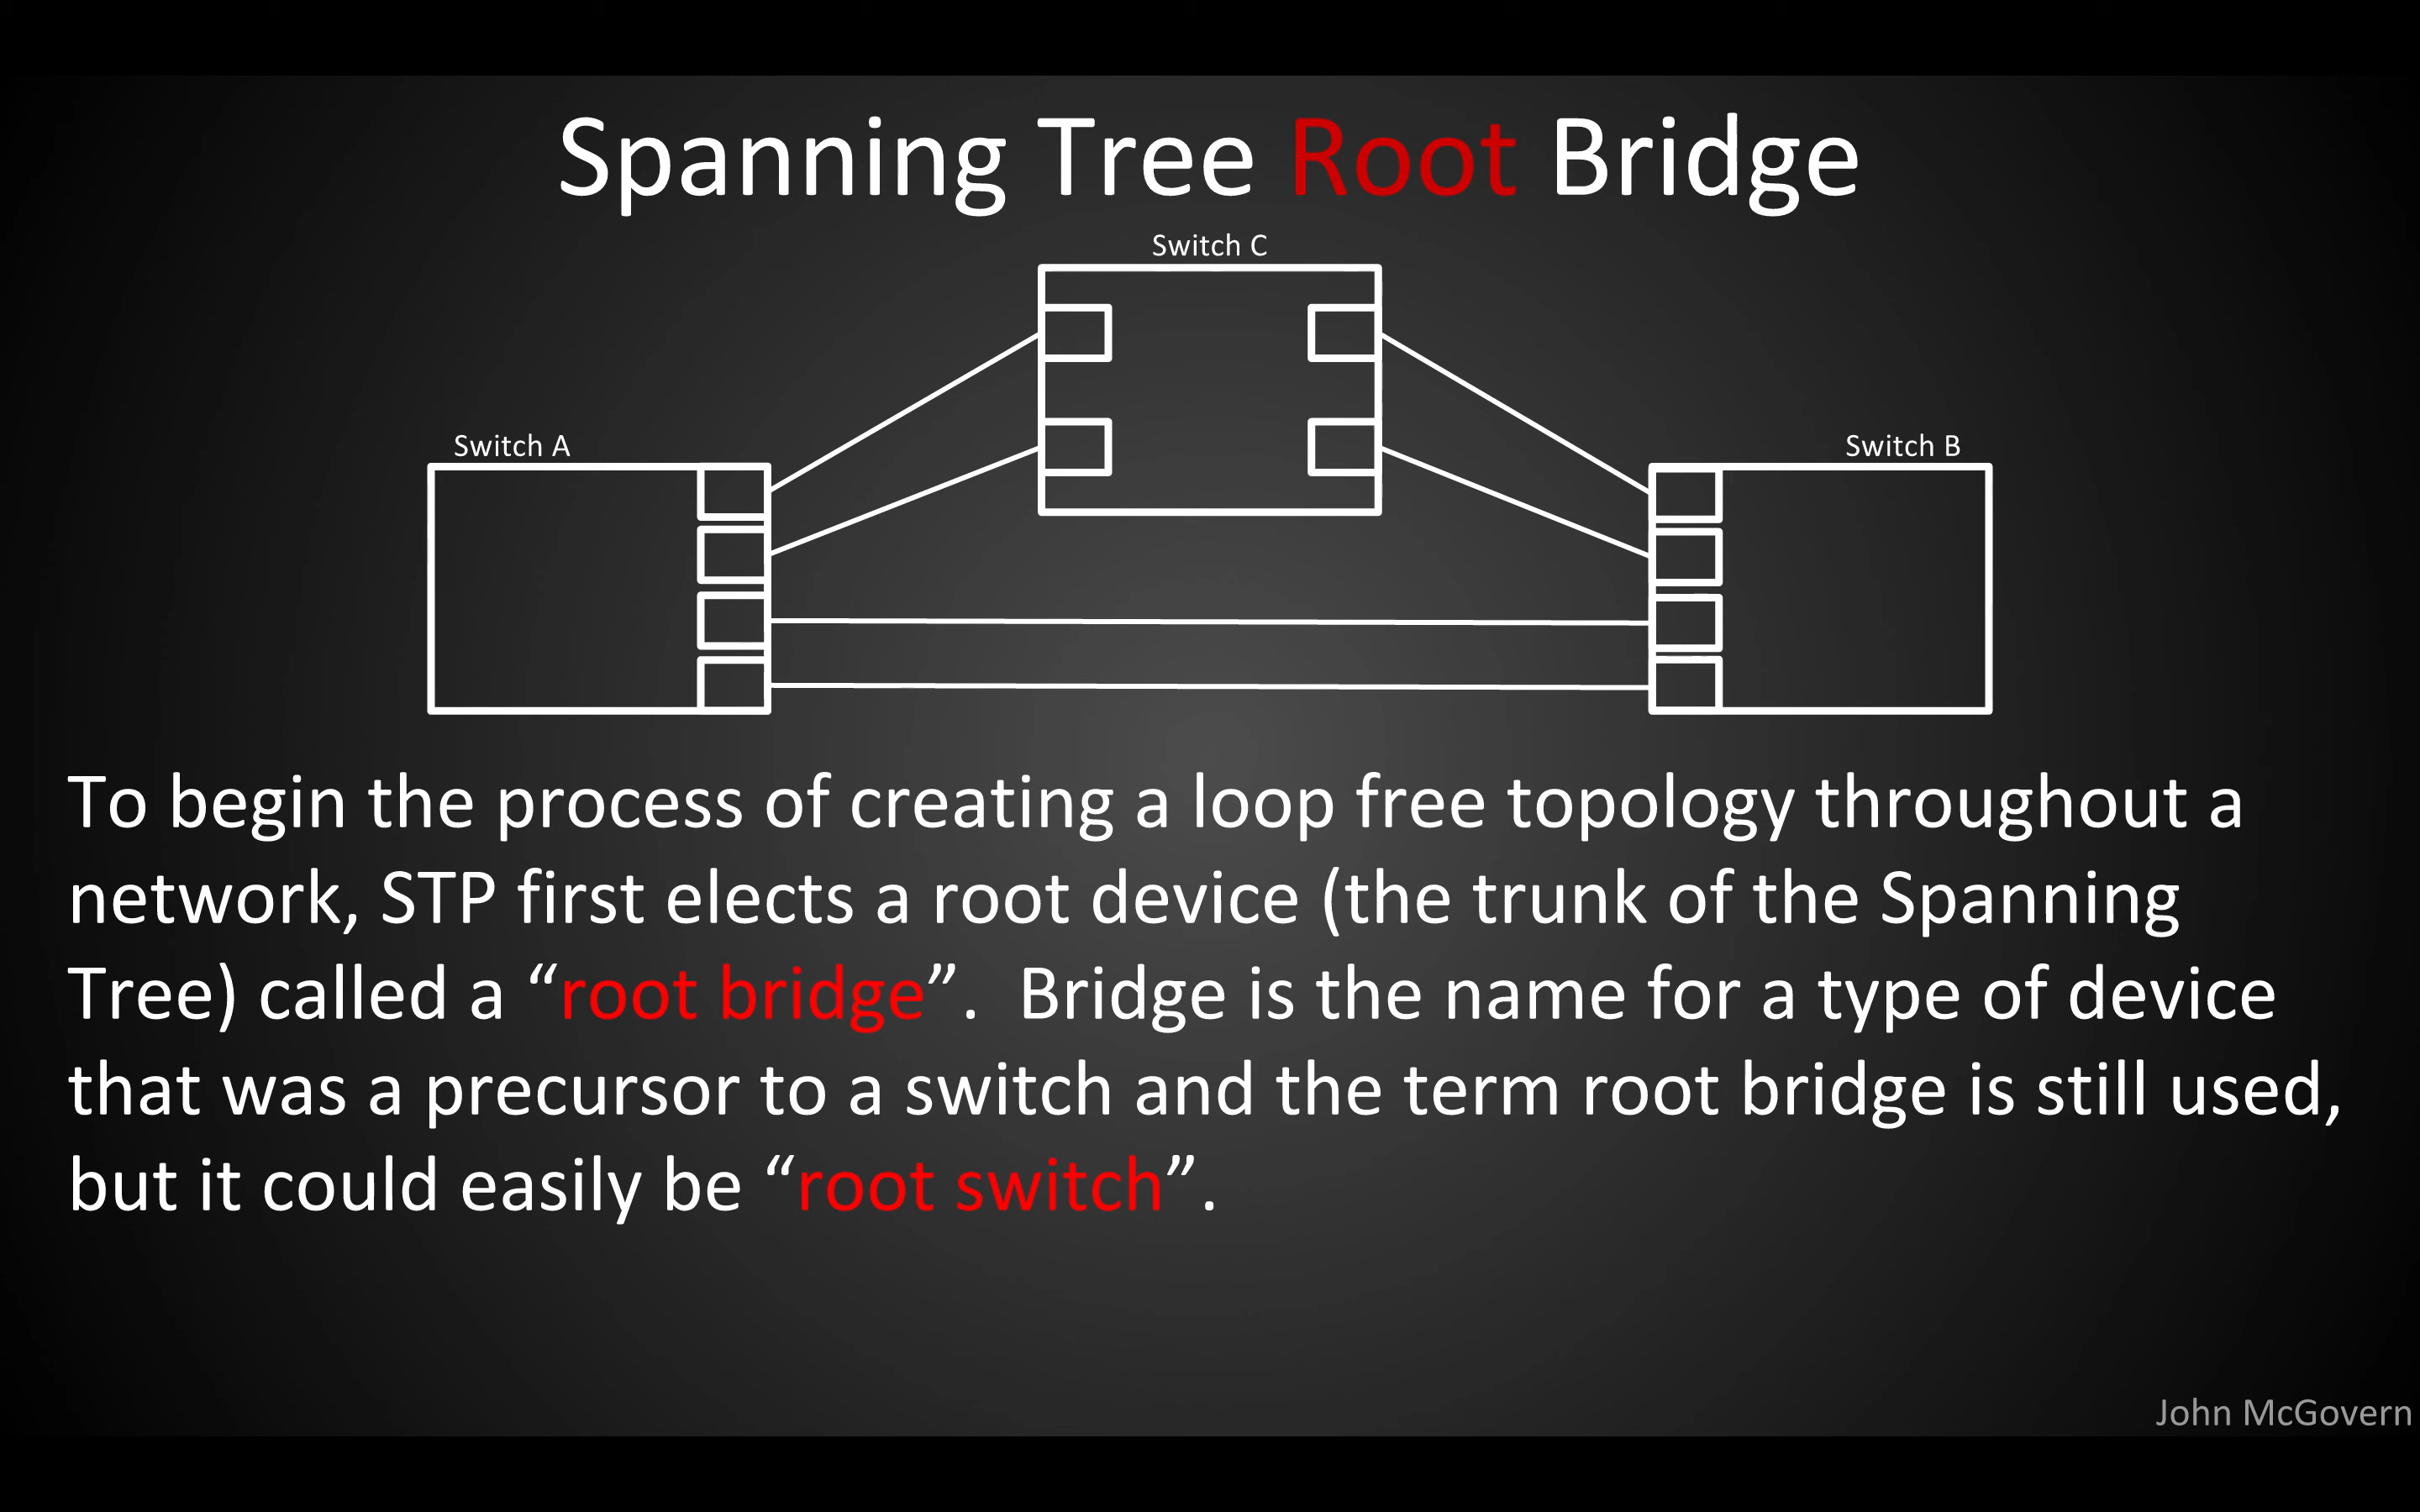 Spanning Tree Root Bridge
Switch C
Switch A
Switch B
To begin the process of creating a loop free topology throughout a
network, STP first elects a root device (the trunk of the Spanning
Tree) called a “root bridge”.  Bridge is the name for a type of device
that was a precursor to a switch and the term root bridge is still used,
but it could easily be “root switch”.
John McGovern